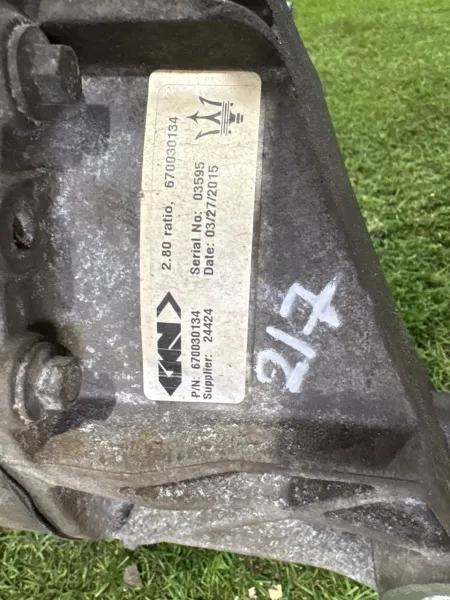 GKN
2.80 ratio, 670030134
P/N: 670030134
Supplier: 24424
Serial No: 03595
Date: 03/27/2015
217